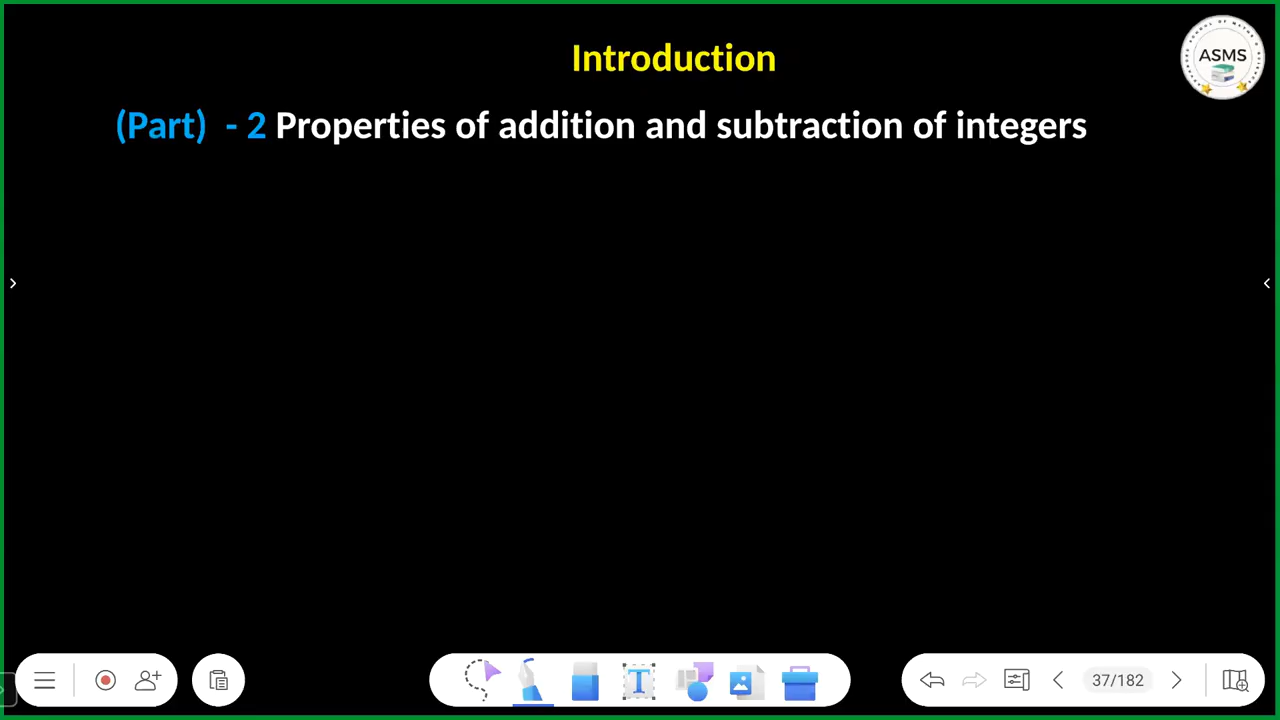 Introduction
ASMS
(Part) - 2 Properties of addition and subtraction of integers
37/182